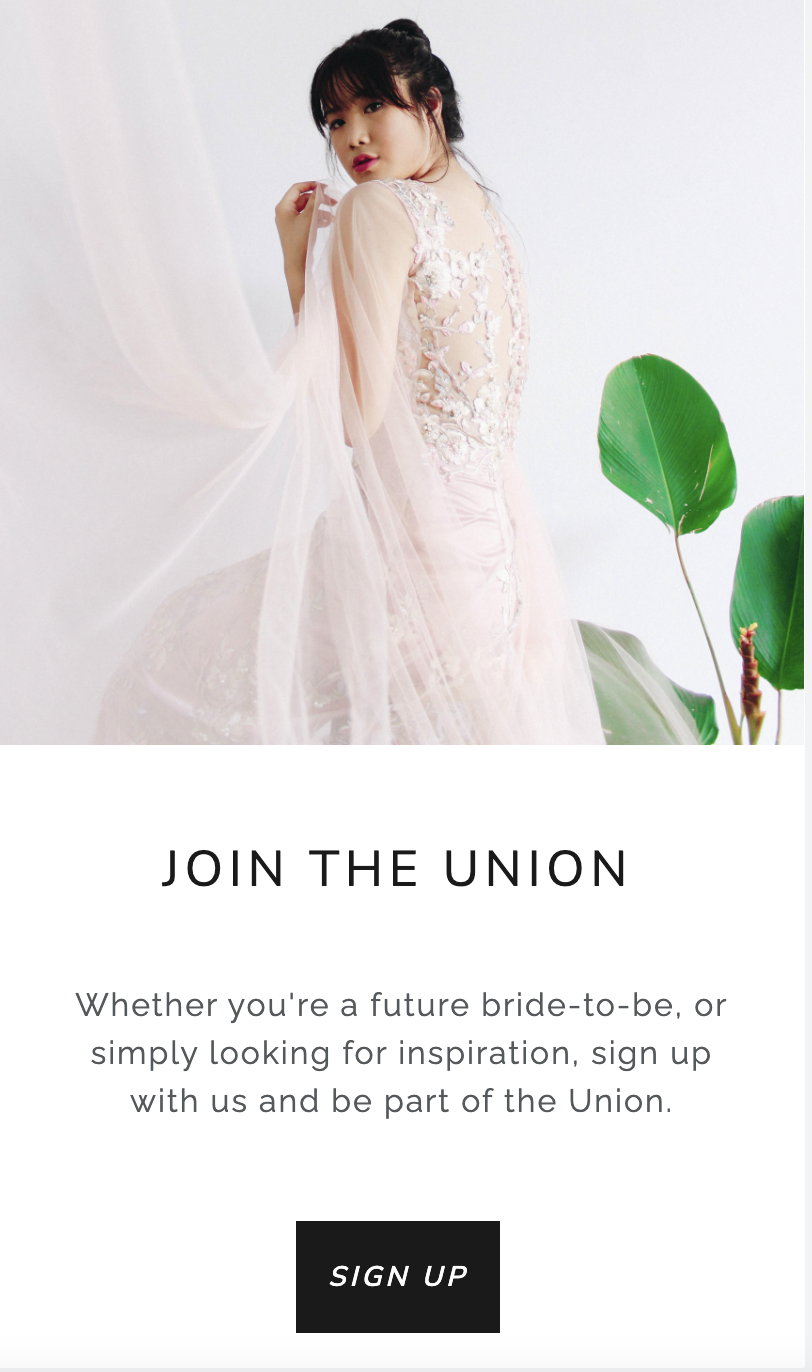 JOIN THE UNION
Whether you're a future bride-to-be, or
simply looking for inspiration, sign up
with us and be part of the Union.
SIGN UP